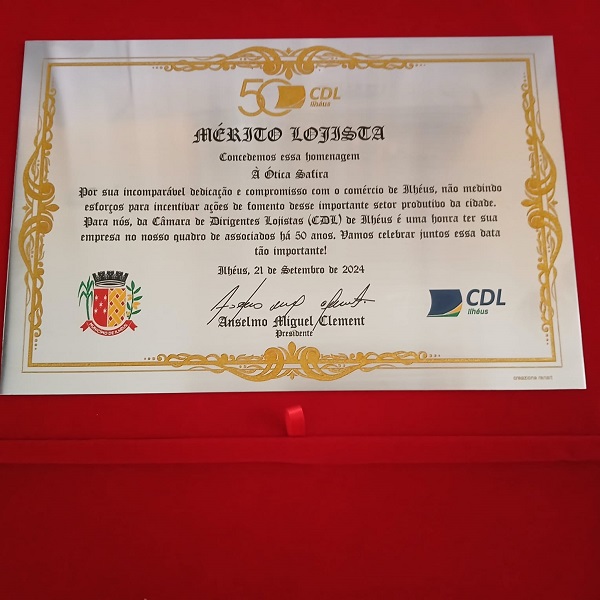 50 CDL
Ilhéus
MÉRITO LOJISTA
Concedemos essa homenagem
À Ótica Safira
Por sua incomparável dedicação e compromisso com o comércio de Ilhéus, não medindo
esforços para incentivar ações de fomento desse importante setor produtivo da cidade.
Para nós, da Câmara de Dirigentes Lojistas (CDL) de Ilhéus é uma honra ter sua
empresa no nosso quadro de associados há 50 anos. Vamos celebrar juntos essa data
tão importante!
Ilhéus, 21 de Setembro de 2024
Anselmo Miguel Clement
Presidente
CDL
Ilhéus